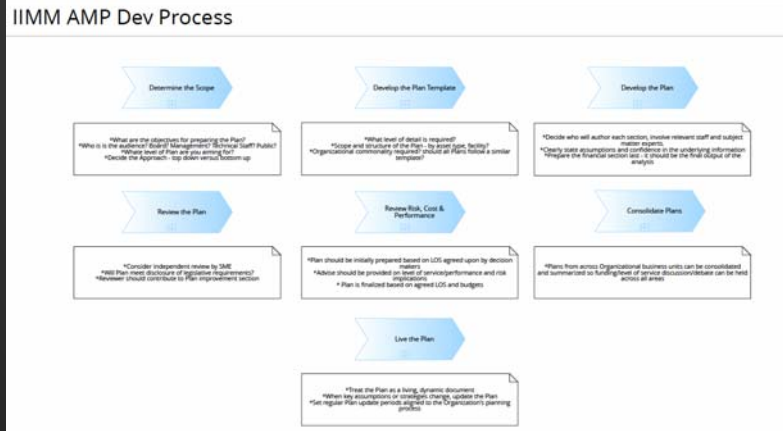 IIMM AMP Dev Process
Determine the Scope
*What are the objectives for preparing the Plan?
*Who is is the audience? Board? Management? Technical Staff? Public?
*Whate level of Plan are you aiming for?
*Decide the Approach - top down versus bottom up
Develop the Plan Template
*What level of detail is required?
*Scope and structure of the Plan - by asset type, facility?
*Organizational commonality required? should all Plans follow a similar
template?
Develop the Plan
*Decide who will author each section, involve relevant staff and subject
matter experts.
*Clearly state assumptions and confidence in the underlying information
*Prepare the financial section last - it should be the final output of the
analysis
Review the Plan
*Consider independent review by SME
*Will Plan meet disclosure of legislative requirements?
*Reviewer should contribute to Plan improvement section
Review Risk, Cost &
Performance
*Plan should be initially prepared based on LOS agreed upon by decision
makers
*Advise should be provided on level of service/performance and risk
implications
* Plan is finalized based on agreed LOS and budgets
Consolidate Plans
*Plans from across Organizational business units can be consolidated
and summarized so funding/level of service discussion/debate can be held
across all areas
Live the Plan
*Treat the Plan as a living, dynamic document
*When key assumptions or strategies change, update the Plan
*Set regular Plan update periods aligned to the Organization's planning
process